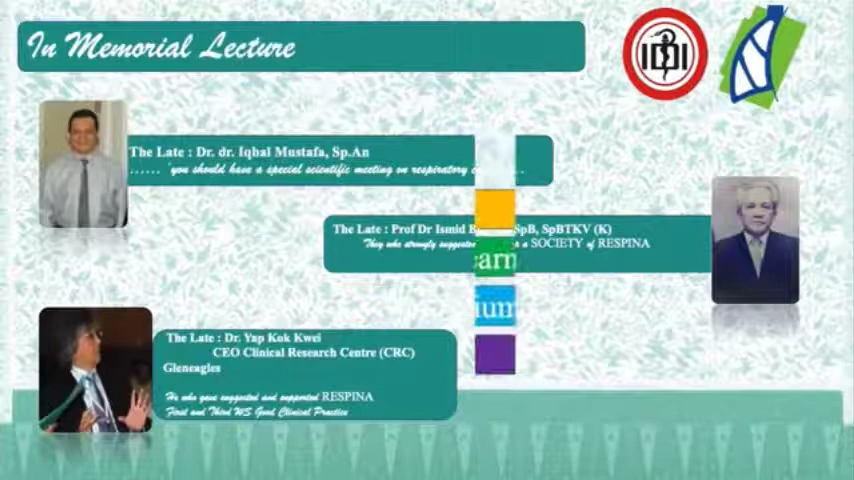 In Memorial Lecture
IDI
The Late : Dr. dr. Iqbal Mustafa, Sp.An
...... 'you should have a special scientific meeting on respiratory
The Late : Prof Dr Ismid SpB, SpBTKV (K)
They who strongly suggested a SOCIETY of RESPINA
earn
ium
The Late : Dr. Yap Kok Kwei
CEO Clinical Research Centre (CRC)
Gleneagles
He who gave suggested and supported RESPINA
First and Third WS Good Clinical Practice